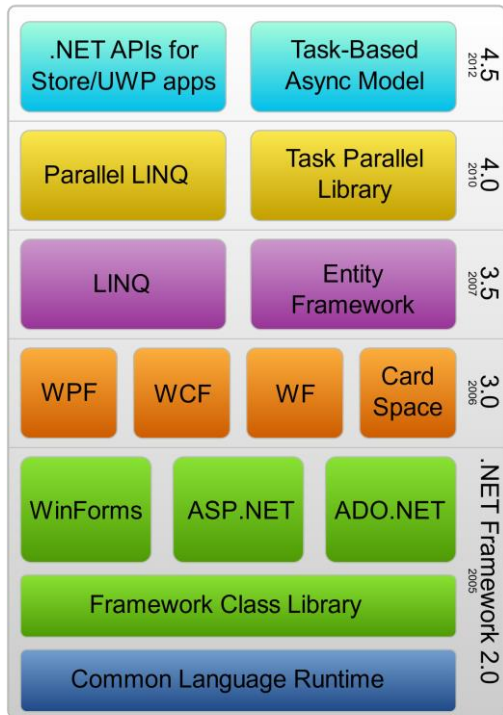 .NET APIs for
Store/UWP apps
Task-Based
Async Model
4.5
2012
Parallel LINQ
Task Parallel
Library
4.0
2010
LINQ
Entity
Framework
3.5
2007
WPF
WCF
WF
Card
Space
3.0
2006
WinForms
ASP.NET
ADO.NET
.NET Framework 2.0
2005
Framework Class Library
Common Language Runtime